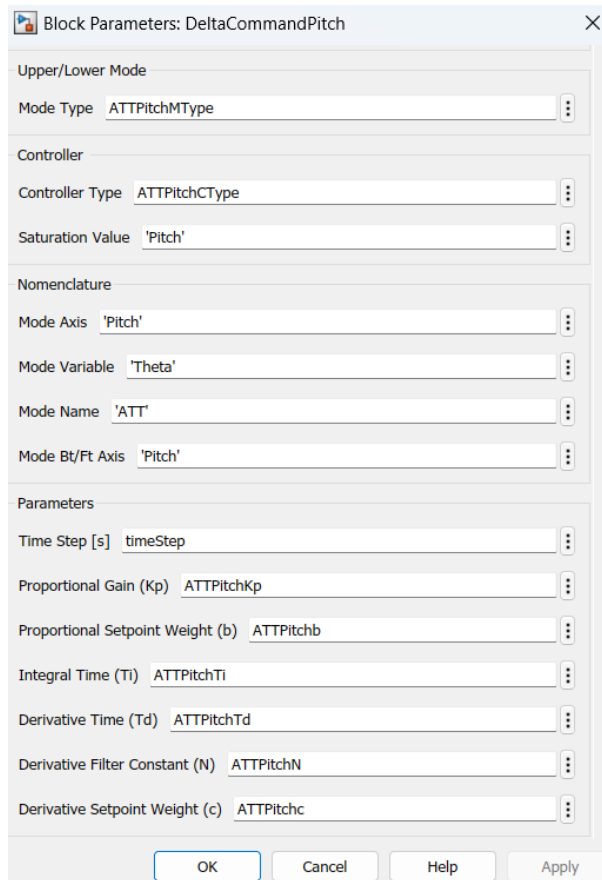 Block Parameters: DeltaCommandPitch
Upper/Lower Mode
Mode Type ATTPitchMType
Controller
Controller Type ATTPitchCType
Saturation Value 'Pitch'
Nomenclature
Mode Axis 'Pitch'
Mode Variable 'Theta'
Mode Name 'ATT'
Mode Bt/Ft Axis 'Pitch'
Parameters
Time Step [s] timeStep
Proportional Gain (Kp) ATTPitchKp
Proportional Setpoint Weight (b) ATTPitchb
Integral Time (Ti) ATTPitchTi
Derivative Time (Td) ATTPitchTd
Derivative Filter Constant (N) ATTPitchN
Derivative Setpoint Weight (c) ATTPitchc
OK Cancel Help Apply